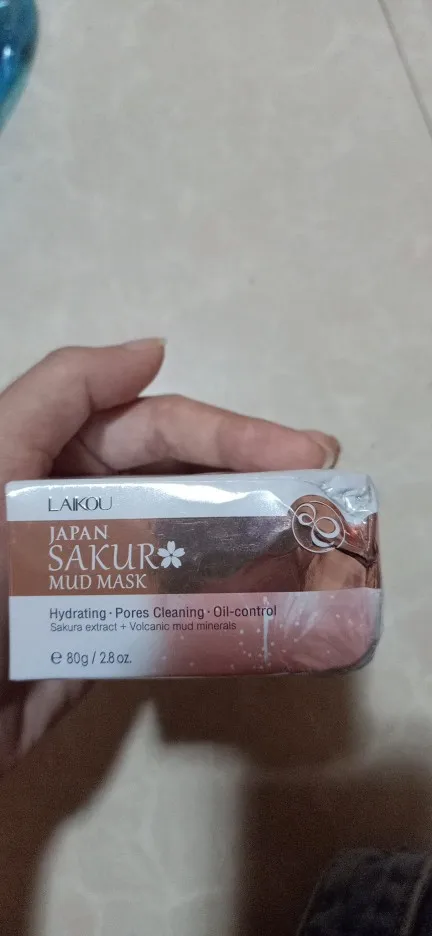 LAIKOU
JAPAN
SAKUR
MUD MASK
Hydrating · Pores Cleaning · Oil-control
Sakura extract + Volcanic mud minerals
℮ 80g / 2.8 oz.